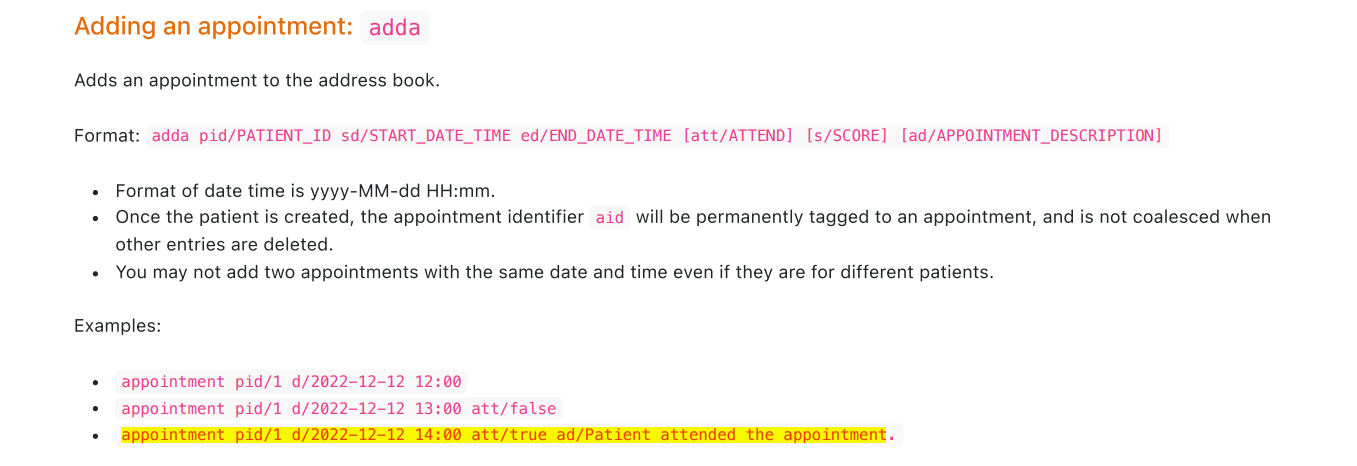 Adding an appointment: adda
Adds an appointment to the address book.
Format: adda pid/PATIENT_ID sd/START_DATE_TIME ed/END_DATE_TIME [att/ATTEND] [s/SCORE] [ad/APPOINTMENT_DESCRIPTION]
• Format of date time is yyyy-MM-dd HH:mm.
• Once the patient is created, the appointment identifier aid will be permanently tagged to an appointment, and is not coalesced when
other entries are deleted.
• You may not add two appointments with the same date and time even if they are for different patients.
Examples:
• appointment pid/1 d/2022-12-12 12:00
• appointment pid/1 d/2022-12-12 13:00 att/false
• appointment pid/1 d/2022-12-12 14:00 att/true ad/Patient attended the appointment.